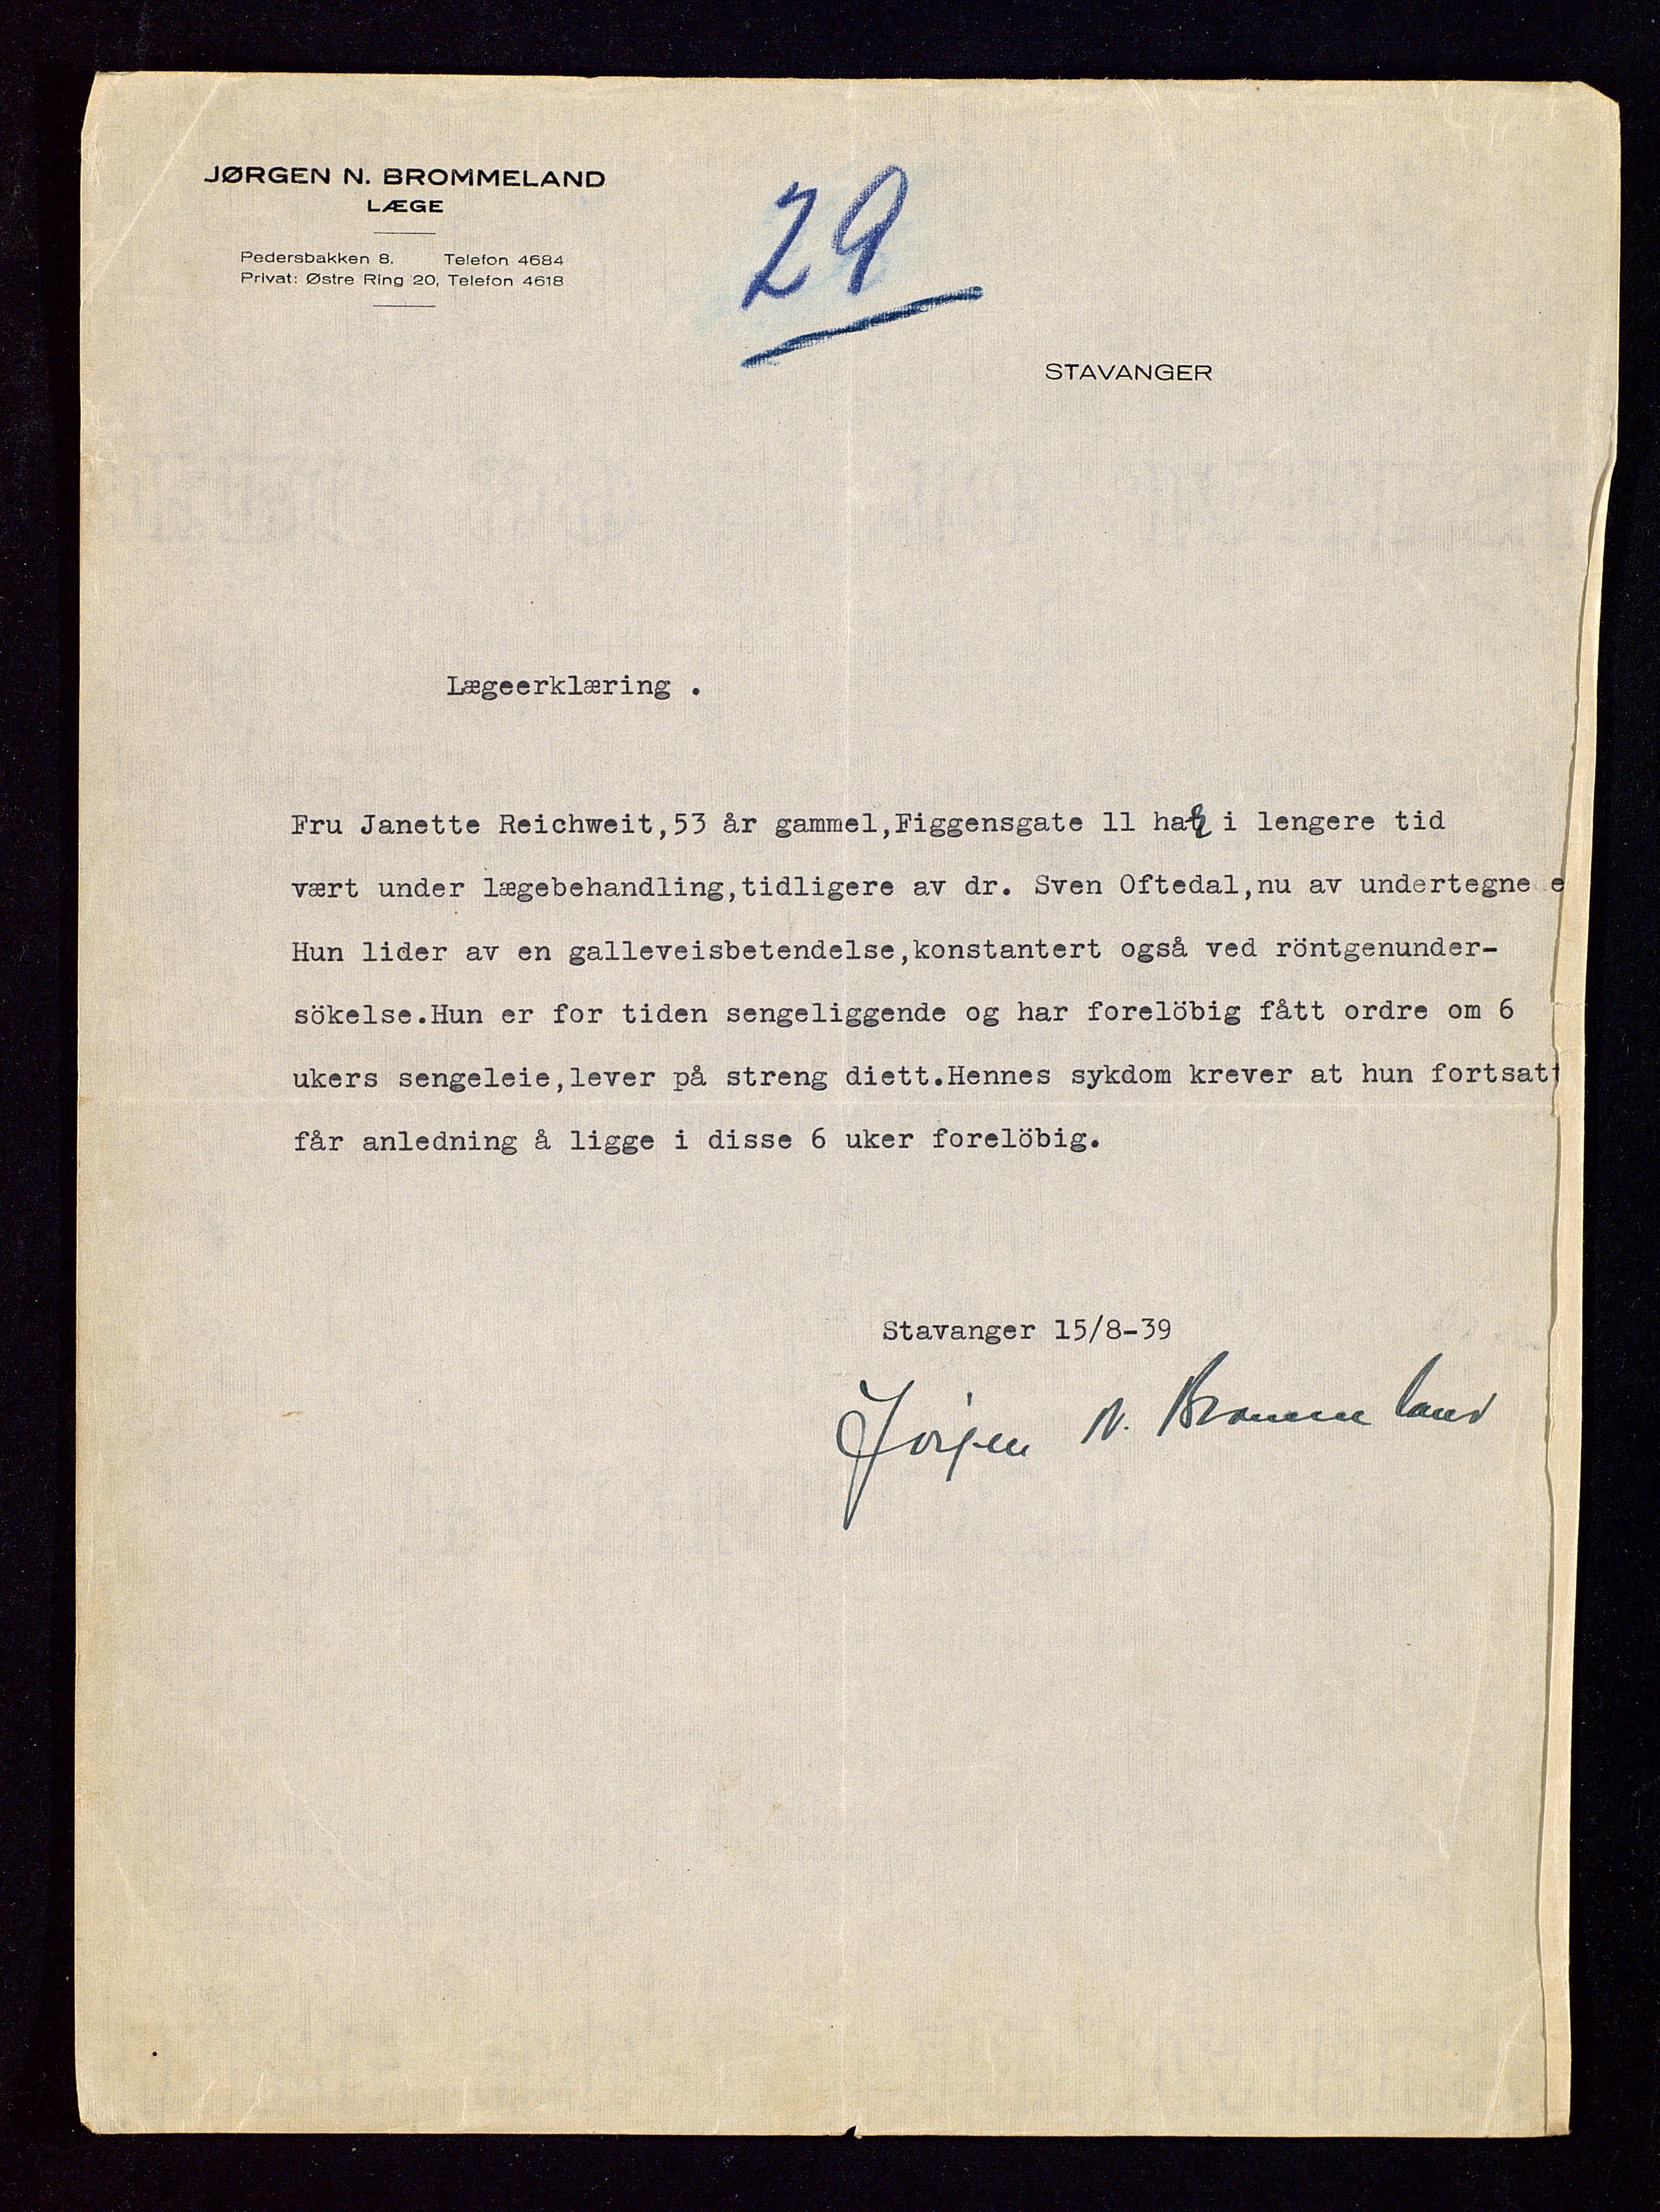 JØRGEN N. BROMMELAND
LÆGE
Pedersbakken 8. Telefon 4684
Privat: Østre Ring 20, Telefon 4618
29
STAVANGER
Lægeerklæring .
Fru Janette Reichweit,53 år gammel,Figgensgate 11 har i lengere tid
vært under lægebehandling,tidligere av dr. Sven Oftedal,nu av undertegnede
Hun lider av en galleveisbetendelse,konstantert også ved röntgenunder-
sökelse.Hun er for tiden sengeliggende og har forelöbig fått ordre om 6
ukers sengeleie,lever på streng diett.Hennes sykdom krever at hun fortsatt
får anledning å ligge i disse 6 uker forelöbig.
Stavanger 15/8-39
Jørgen N. Brommeland